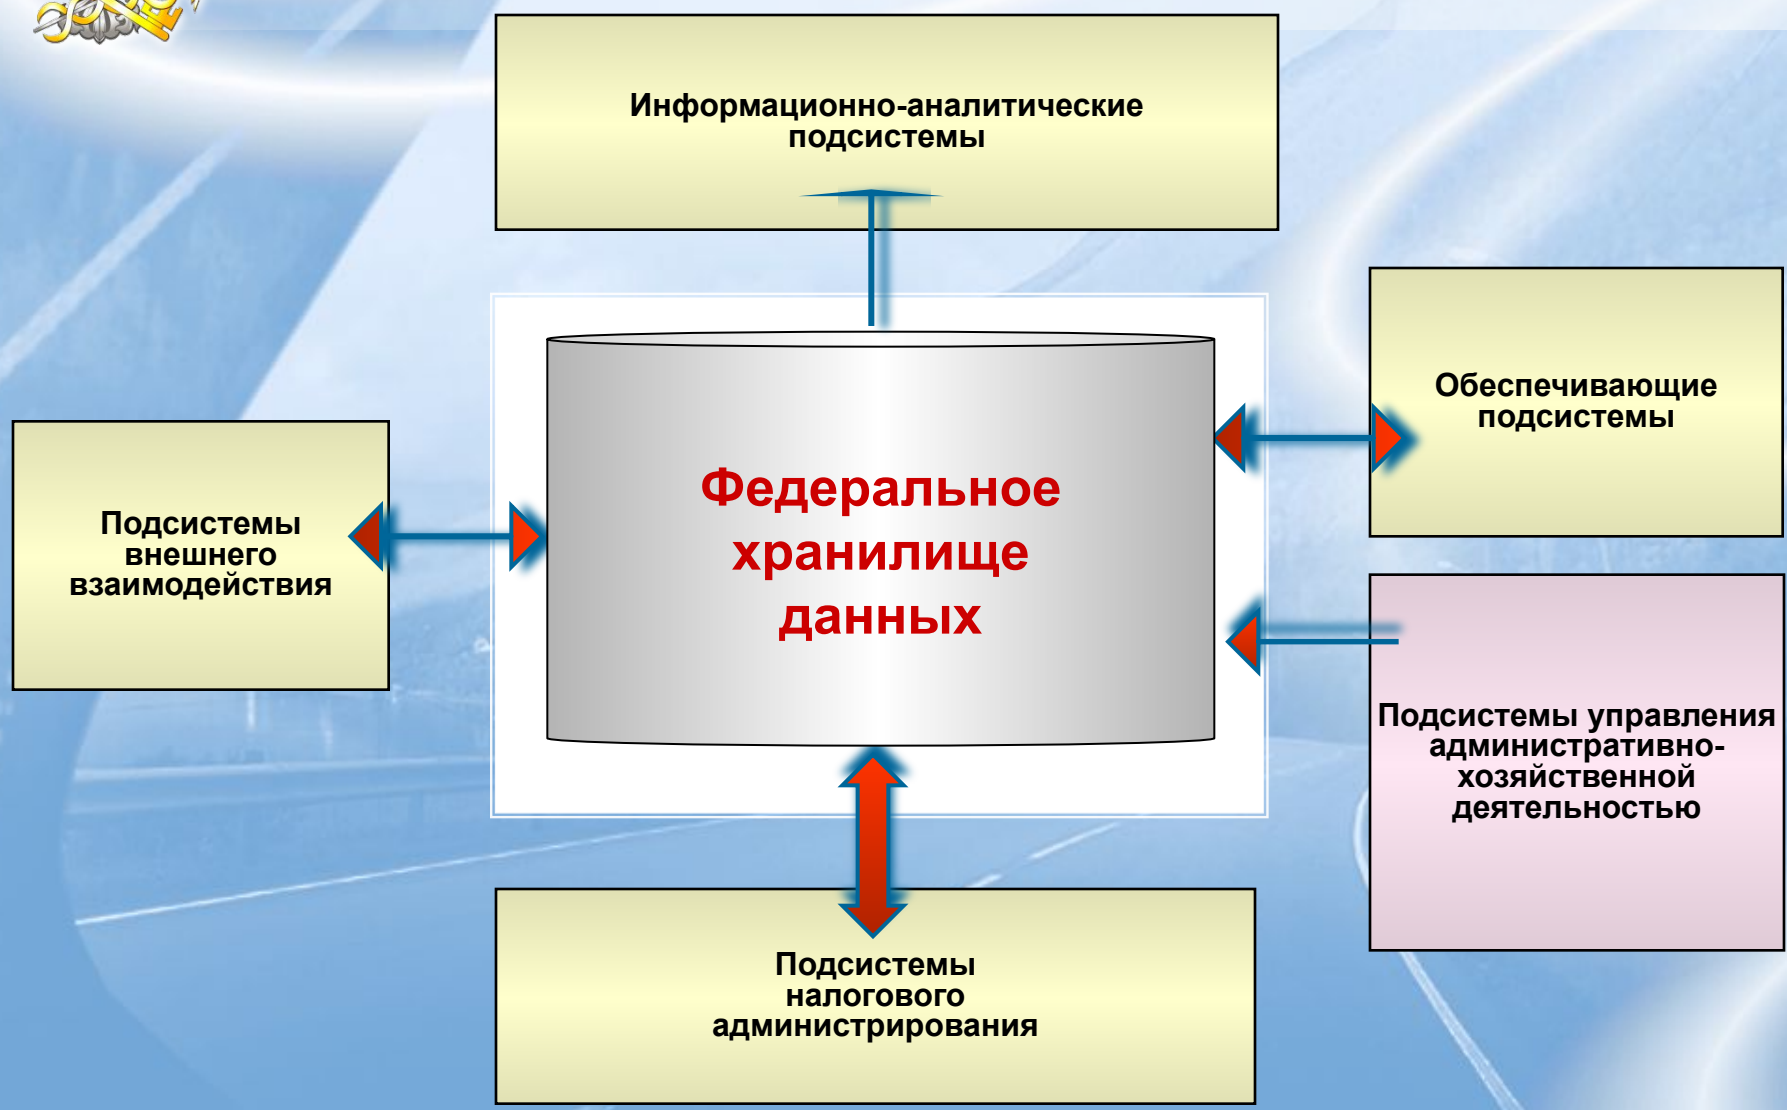 Информационно-аналитические
подсистемы
Обеспечивающие
подсистемы
Подсистемы
внешнего
взаимодействия
Федеральное
хранилище
данных
Подсистемы управления
административно-
хозяйственной
деятельностью
Подсистемы
налогового
администрирования